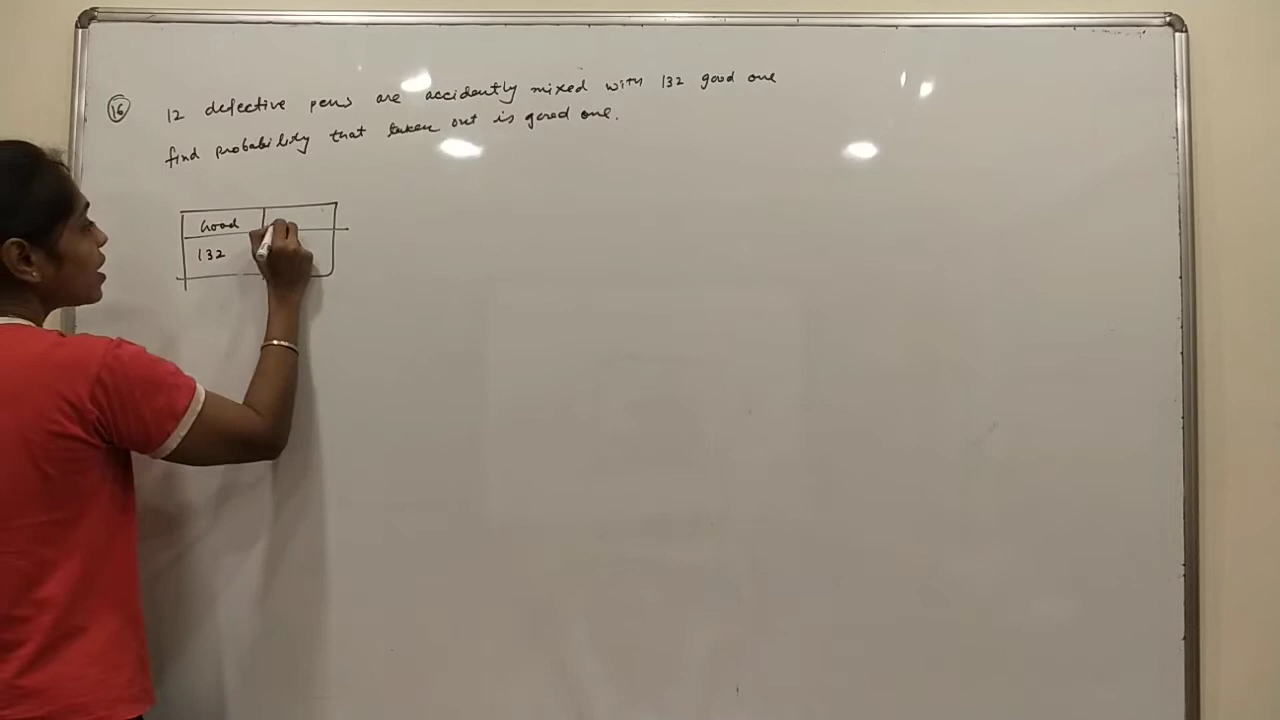 16 12 defective pens are accidently mixed with 132 good one
find probability that taken out is good one.
Good
132